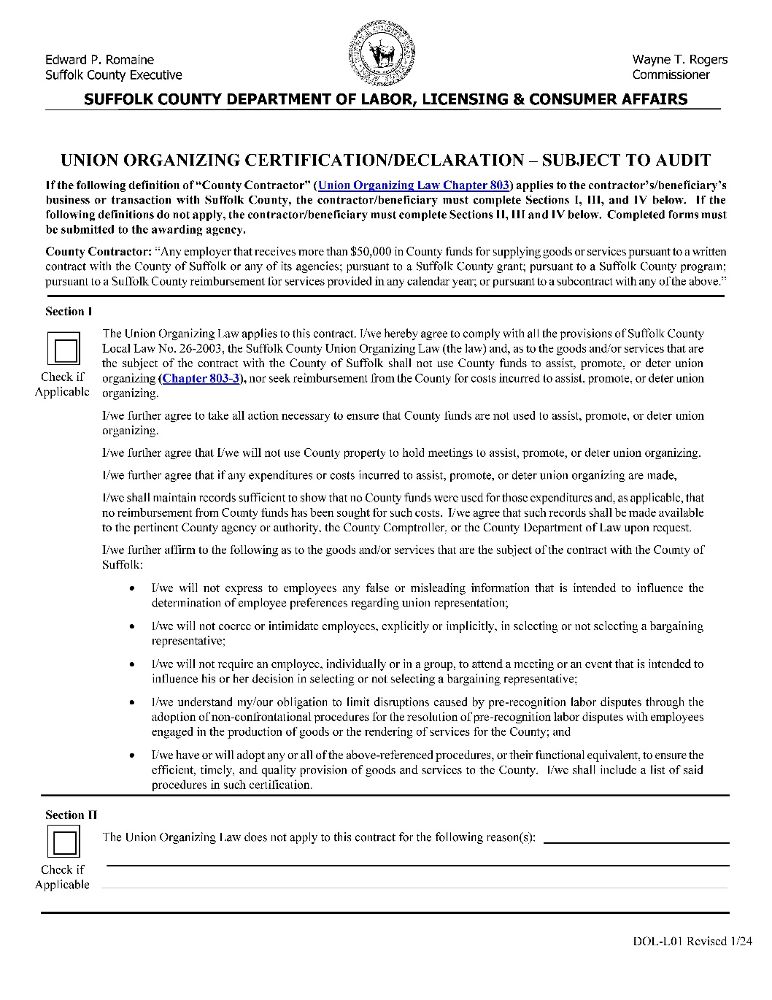 Edward P. Romaine
Suffolk County Executive
Wayne T. Rogers
Commissioner
SUFFOLK COUNTY DEPARTMENT OF LABOR, LICENSING & CONSUMER AFFAIRS
UNION ORGANIZING CERTIFICATION/DECLARATION – SUBJECT TO AUDIT
If the following definition of “County Contractor” (Union Organizing Law Chapter 803) applies to the contractor’s/beneficiary’s
business or transaction with Suffolk County, the contractor/beneficiary must complete Sections I, III, and IV below. If the
following definitions do not apply, the contractor/beneficiary must complete Sections II, III and IV below. Completed forms must
be submitted to the awarding agency.
County Contractor: “Any employer that receives more than $50,000 in County funds for supplying goods or services pursuant to a written
contract with the County of Suffolk or any of its agencies; pursuant to a Suffolk County grant; pursuant to a Suffolk County program;
pursuant to a Suffolk County reimbursement for services provided in any calendar year; or pursuant to a subcontract with any of the above.”
Section I
Check if
Applicable
The Union Organizing Law applies to this contract. I/we hereby agree to comply with all the provisions of Suffolk County
Local Law No. 26-2003, the Suffolk County Union Organizing Law (the law) and, as to the goods and/or services that are
the subject of the contract with the County of Suffolk shall not use County funds to assist, promote, or deter union
organizing (Chapter 803-3), nor seek reimbursement from the County for costs incurred to assist, promote, or deter union
organizing.
I/we further agree to take all action necessary to ensure that County funds are not used to assist, promote, or deter union
organizing.
I/we further agree that I/we will not use County property to hold meetings to assist, promote, or deter union organizing.
I/we further agree that if any expenditures or costs incurred to assist, promote, or deter union organizing are made,
I/we shall maintain records sufficient to show that no County funds were used for those expenditures and, as applicable, that
no reimbursement from County funds has been sought for such costs. I/we agree that such records shall be made available
to the pertinent County agency or authority, the County Comptroller, or the County Department of Law upon request.
I/we further affirm to the following as to the goods and/or services that are the subject of the contract with the County of
Suffolk:
• I/we will not express to employees any false or misleading information that is intended to influence the
determination of employee preferences regarding union representation;
• I/we will not coerce or intimidate employees, explicitly or implicitly, in selecting or not selecting a bargaining
representative;
• I/we will not require an employee, individually or in a group, to attend a meeting or an event that is intended to
influence his or her decision in selecting or not selecting a bargaining representative;
• I/we understand my/our obligation to limit disruptions caused by pre-recognition labor disputes through the
adoption of non-confrontational procedures for the resolution of pre-recognition labor disputes with employees
engaged in the production of goods or the rendering of services for the County; and
• I/we have or will adopt any or all of the above-referenced procedures, or their functional equivalent, to ensure the
efficient, timely, and quality provision of goods and services to the County. I/we shall include a list of said
procedures in such certification.
Section II
Check if
Applicable
The Union Organizing Law does not apply to this contract for the following reason(s):
DOL-L01 Revised 1/24